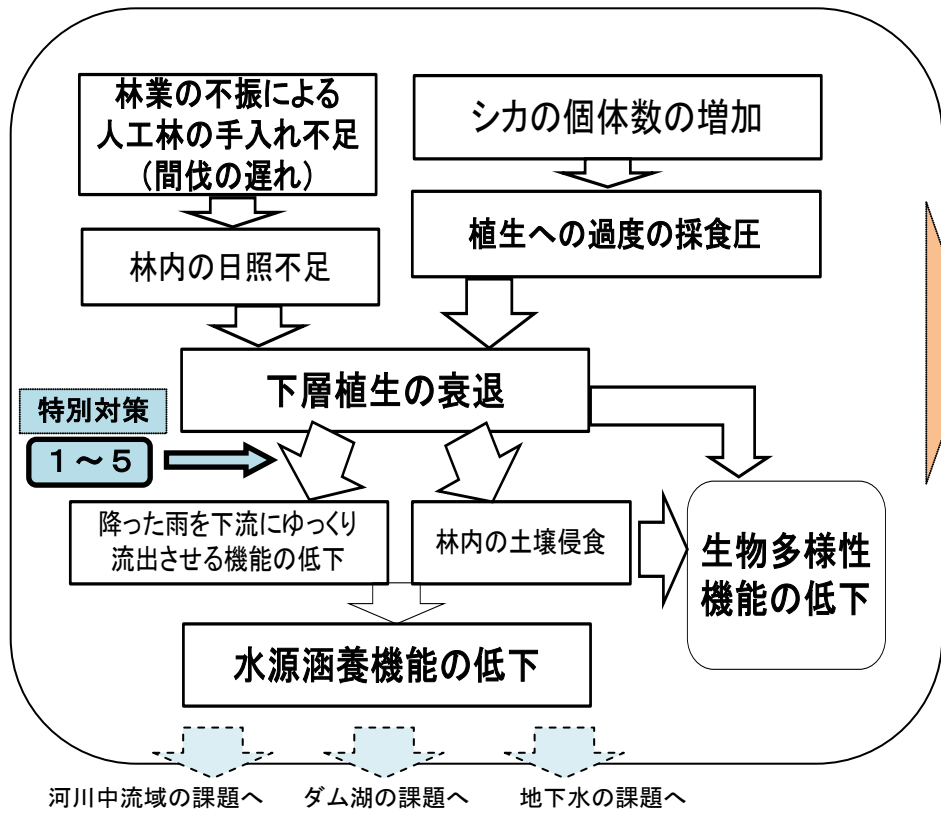 林業の不振による
人工林の手入れ不足
（間伐の遅れ）
シカの個体数の増加
植生への過度の採食圧
林内の日照不足
下層植生の衰退
特別対策
１～５
降った雨を下流にゆっくり
流出させる機能の低下
林内の土壌侵食
生物多様性
機能の低下
水源涵養機能の低下
河川中流域の課題へ
ダム湖の課題へ
地下水の課題へ